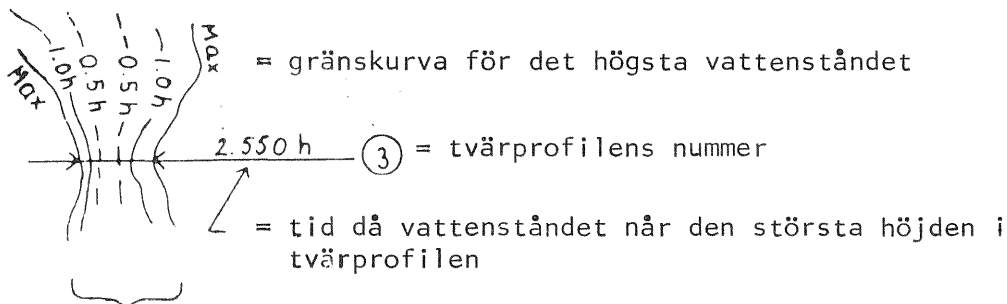 Max 1.0h 0.5h 0.5h 1.0h Max = gränskurva för det högsta vattenståndet
2.550 h 3 = tvärprofilens nummer
= tid då vattenståndet når den största höjden i
tvärprofilen